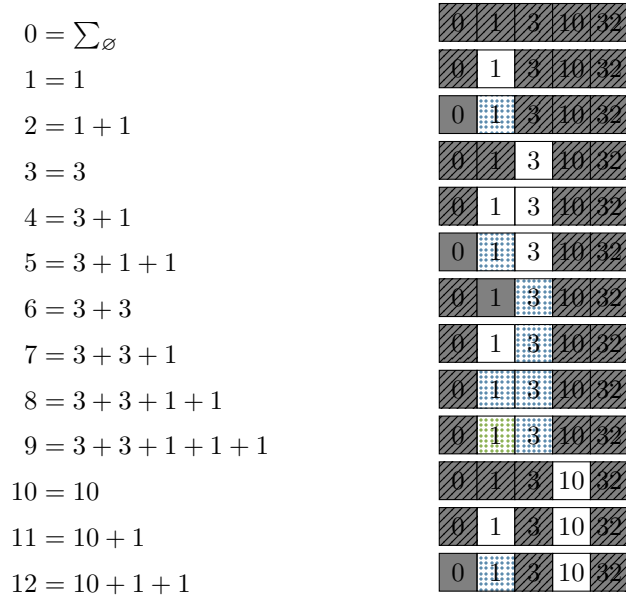 0 = ∑∅ 0 1 3 10 32
1 = 1 0 1 3 10 32
2 = 1 + 1 0 1 3 10 32
3 = 3 0 1 3 10 32
4 = 3 + 1 0 1 3 10 32
5 = 3 + 1 + 1 0 1 3 10 32
6 = 3 + 3 0 1 3 10 32
7 = 3 + 3 + 1 0 1 3 10 32
8 = 3 + 3 + 1 + 1 0 1 3 10 32
9 = 3 + 3 + 1 + 1 + 1 0 1 3 10 32
10 = 10 0 1 3 10 32
11 = 10 + 1 0 1 3 10 32
12 = 10 + 1 + 1 0 1 3 10 32